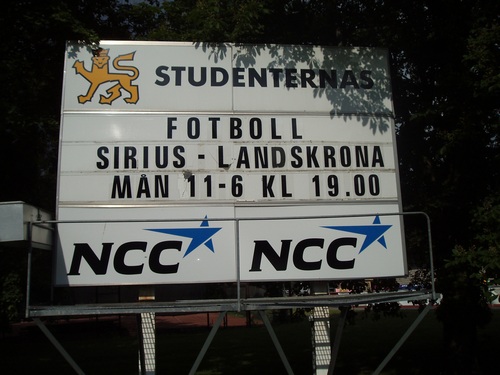 STUDENTERNAS
FOTBOLL
SIRIUS - LANDSKRONA
MÅN 11-6 KL 19.00
NCC NCC